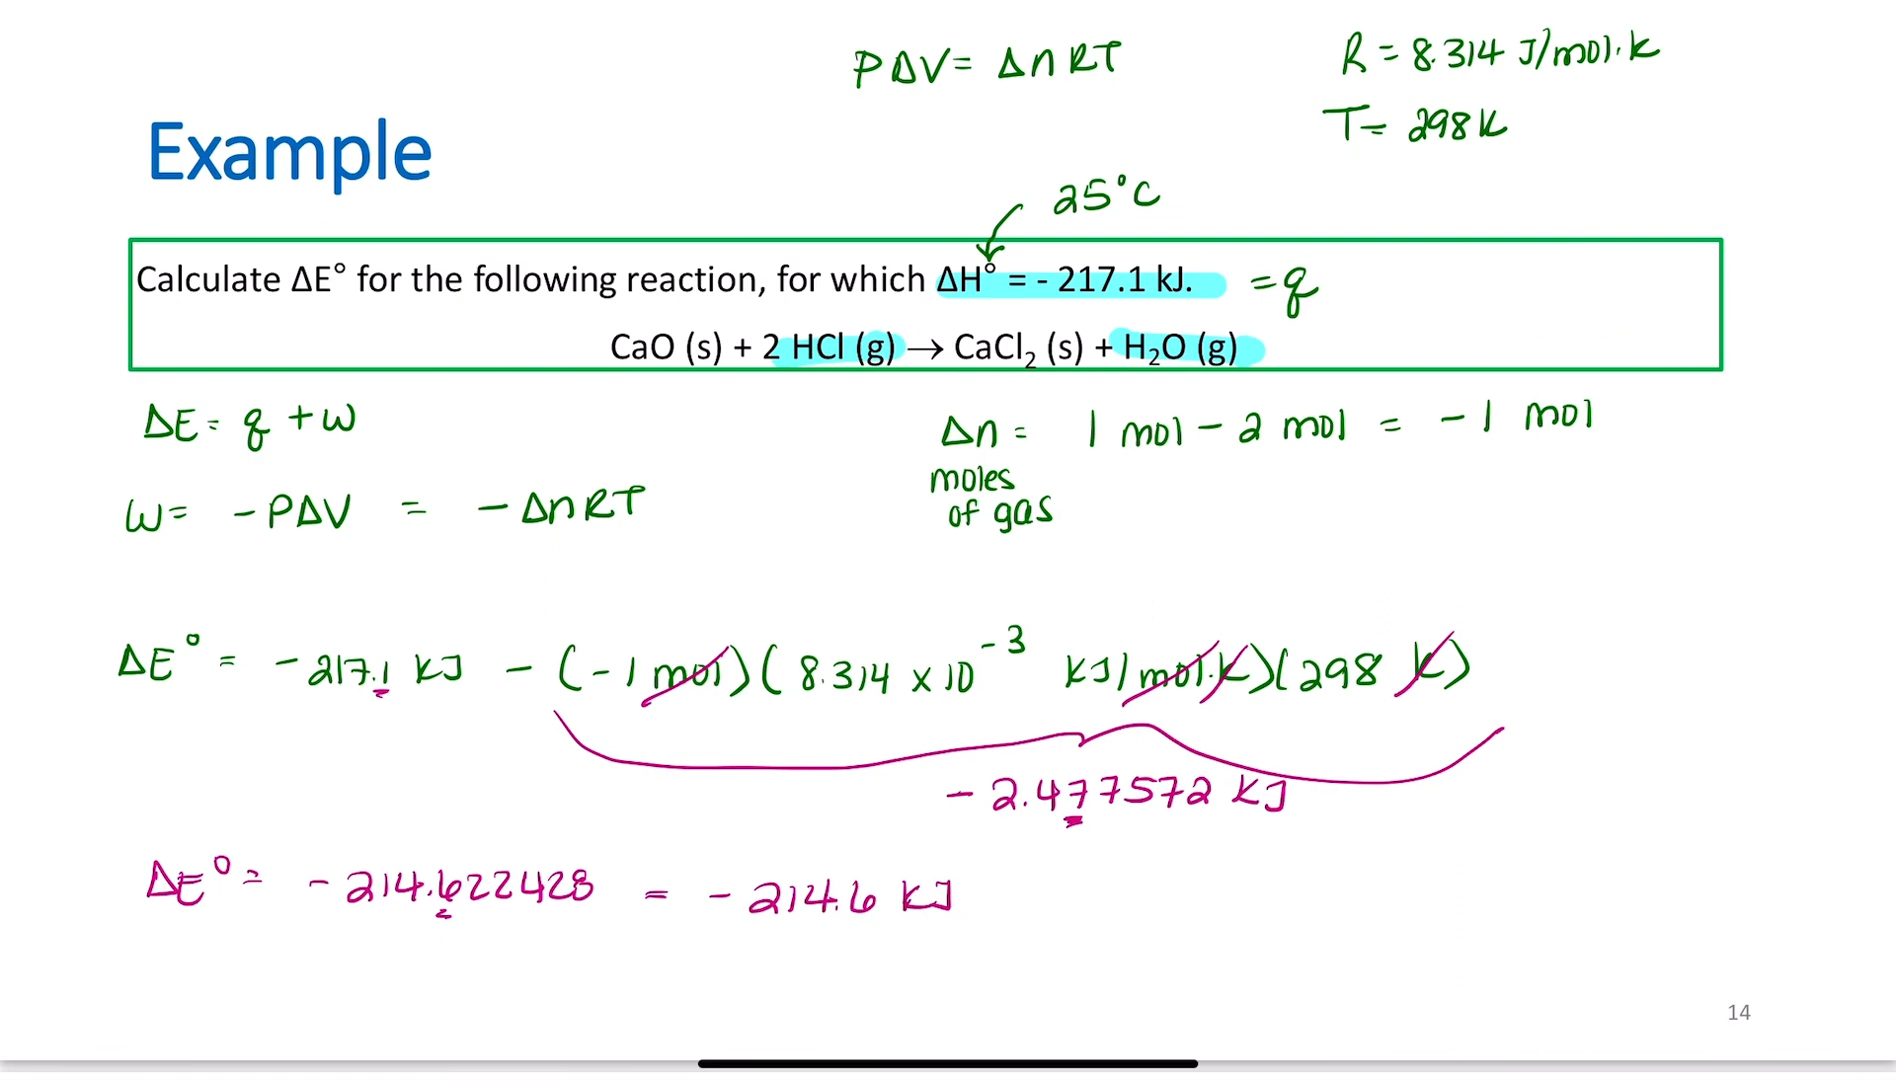 PΔV = ΔnRT
R = 8.314 J/mol·K
T = 298 K
Example
25°C
Calculate ΔE° for the following reaction, for which ΔH° = - 217.1 kJ. = q
CaO (s) + 2 HCl (g) → CaCl₂ (s) + H₂O (g)
ΔE = q + w
Δn = 1 mol - 2 mol = - 1 mol
moles
of gas
w = - PΔV = - ΔnRT
ΔE° = - 217.1 kJ - (-1 mol)(8.314 x 10⁻³ kJ/mol·K)(298 K)
- 2.477572 kJ
ΔE° = - 214.622428 = - 214.6 kJ
14